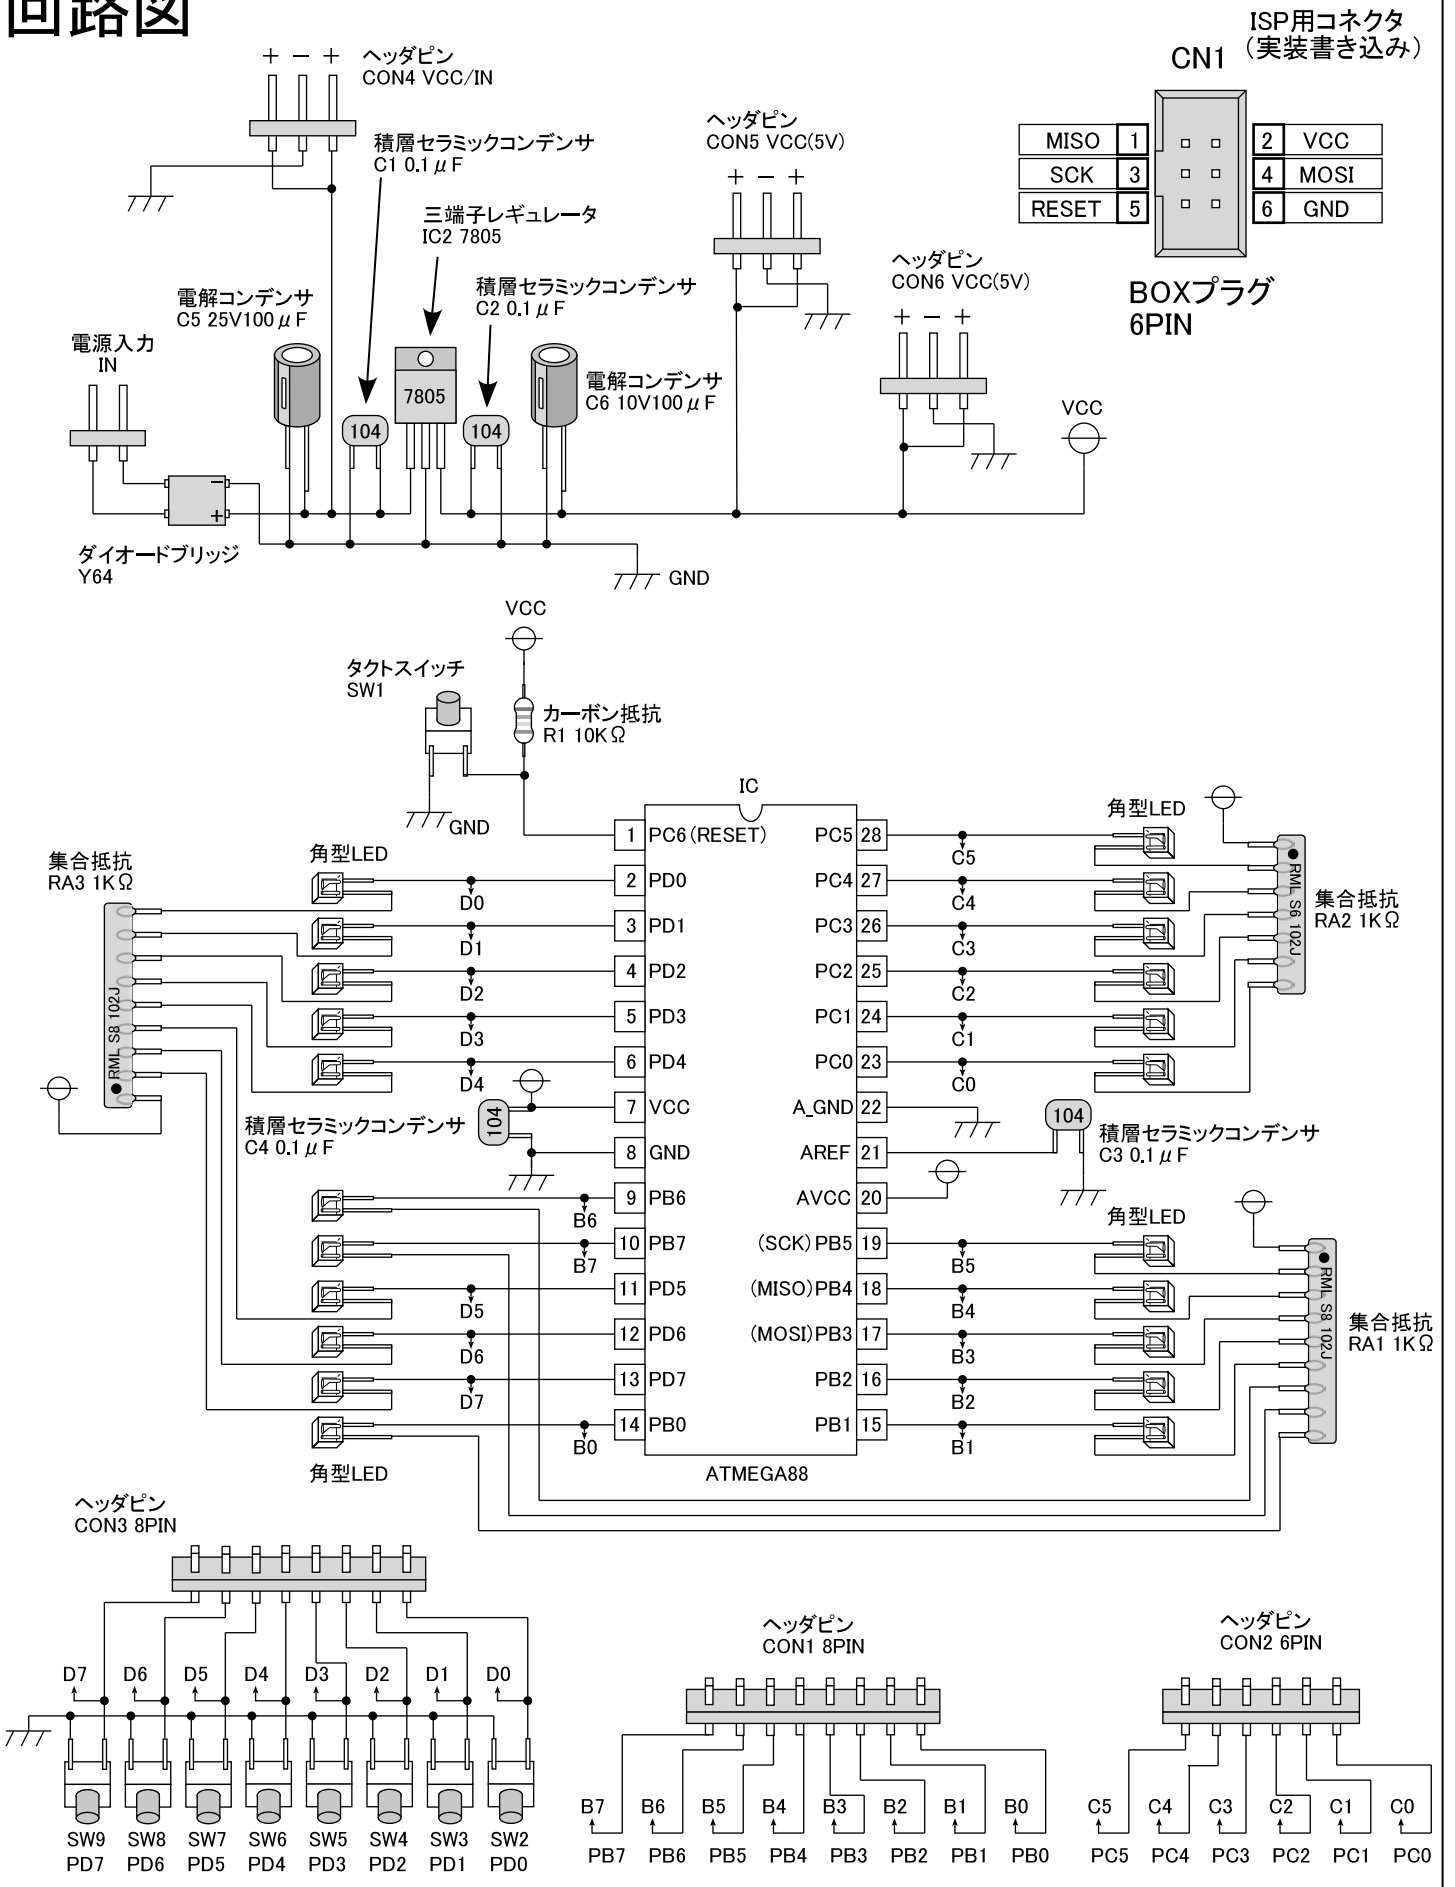 回路図
ISP用コネクタ
（実装書き込み）
CN1
MISO 1
2 VCC
SCK 3
4 MOSI
RESET 5
6 GND
BOXプラグ
6PIN
+ − +
ヘッダピン
CON4 VCC/IN
積層セラミックコンデンサ
C1 0.1μF
三端子レギュレータ
IC2 7805
ヘッダピン
CON5 VCC(5V)
+ − +
ヘッダピン
CON6 VCC(5V)
+ − +
電解コンデンサ
C5 25V100μF
積層セラミックコンデンサ
C2 0.1μF
電源入力
IN
7805
104
104
電解コンデンサ
C6 10V100μF
VCC
−
+
ダイオードブリッジ
Y64
GND
VCC
タクトスイッチ
SW1
カーボン抵抗
R1 10KΩ
GND
IC
角型LED
角型LED
集合抵抗
RA3 1KΩ
RML S8 102J
集合抵抗
RA2 1KΩ
RML S6 102J
1 PC6(RESET)
PC5 28
C5
2 PD0
D0
PC4 27
C4
3 PD1
D1
PC3 26
C3
4 PD2
D2
PC2 25
C2
5 PD3
D3
PC1 24
C1
6 PD4
D4
PC0 23
C0
7 VCC
A_GND 22
8 GND
AREF 21
104
積層セラミックコンデンサ
C4 0.1μF
104
積層セラミックコンデンサ
C3 0.1μF
9 PB6
B6
AVCC 20
角型LED
10 PB7
B7
(SCK)PB5 19
B5
11 PD5
D5
(MISO)PB4 18
B4
12 PD6
D6
(MOSI)PB3 17
B3
13 PD7
D7
PB2 16
B2
14 PB0
B0
PB1 15
B1
RML S8 102J
集合抵抗
RA1 1KΩ
角型LED
ATMEGA88
ヘッダピン
CON3 8PIN
D7 D6 D5 D4 D3 D2 D1 D0
SW9 SW8 SW7 SW6 SW5 SW4 SW3 SW2
PD7 PD6 PD5 PD4 PD3 PD2 PD1 PD0
ヘッダピン
CON1 8PIN
B7 B6 B5 B4 B3 B2 B1 B0
PB7 PB6 PB5 PB4 PB3 PB2 PB1 PB0
ヘッダピン
CON2 6PIN
C5 C4 C3 C2 C1 C0
PC5 PC4 PC3 PC2 PC1 PC0